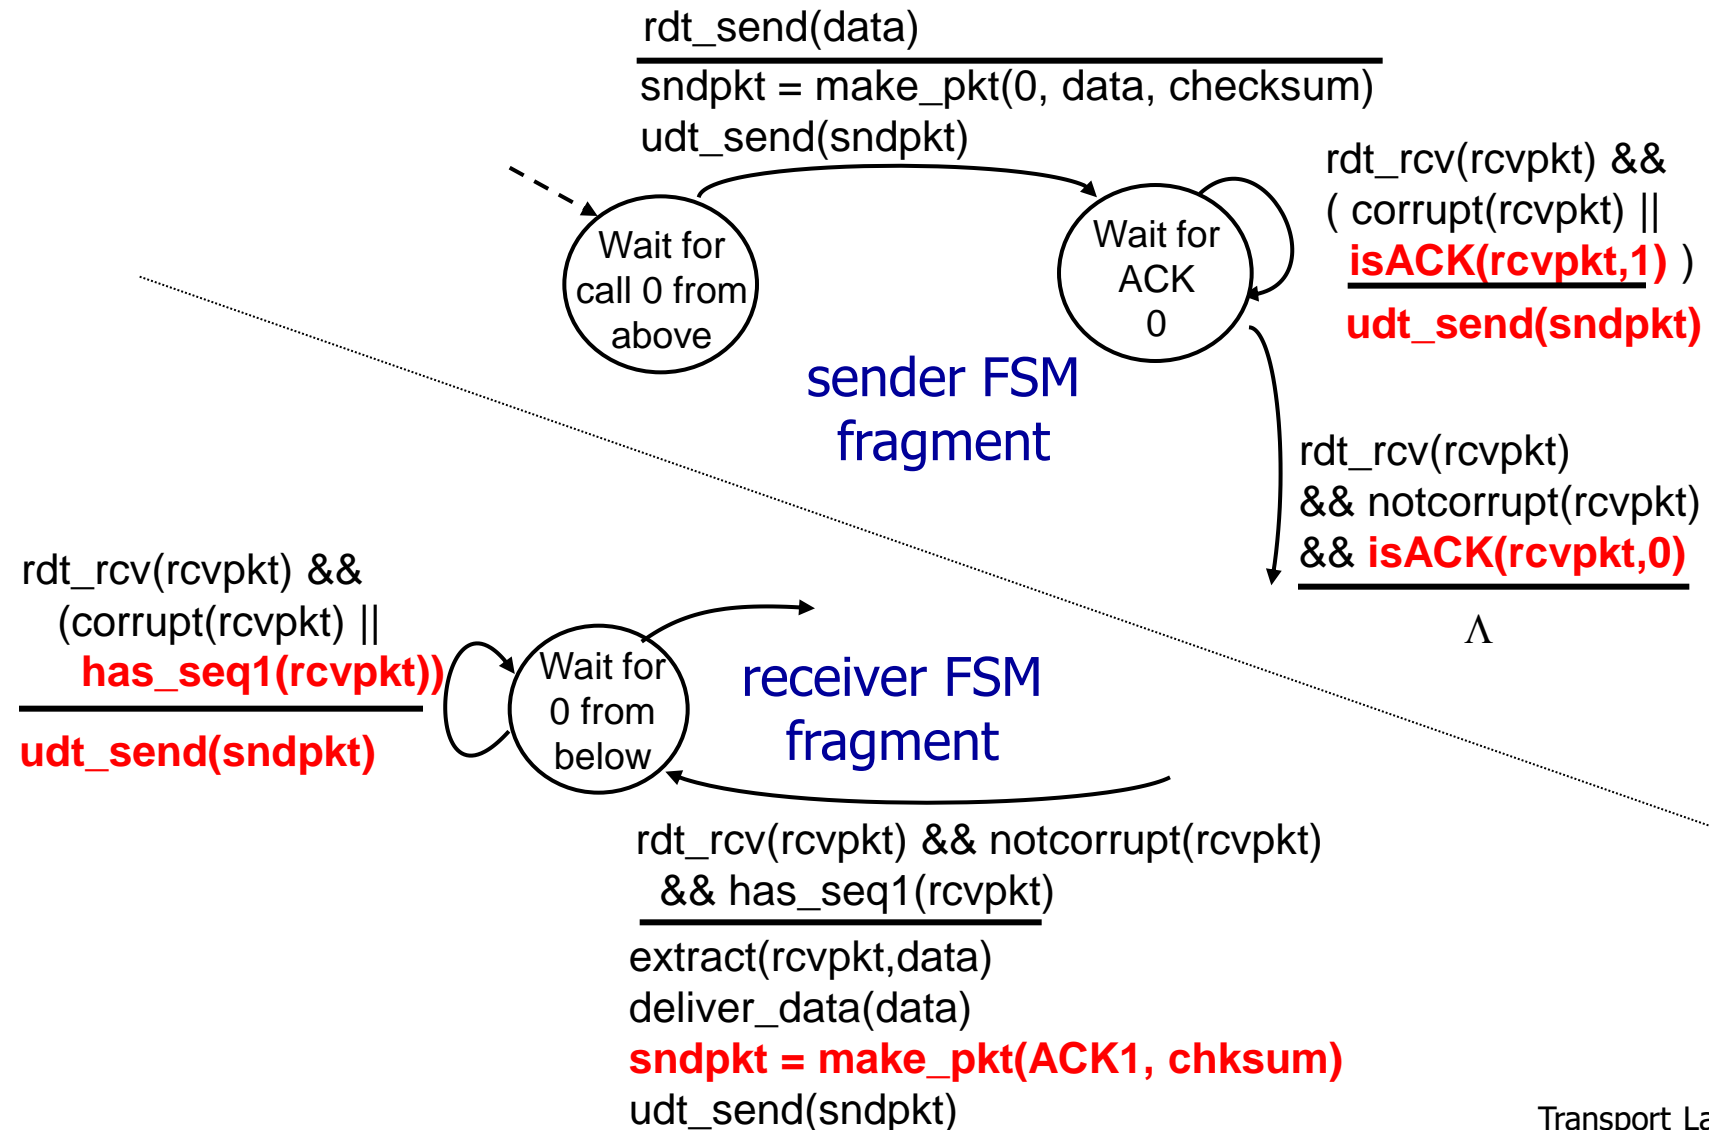 rdt_send(data)
sndpkt = make_pkt(0, data, checksum)
udt_send(sndpkt)
Wait for
call 0 from
above
Wait for
ACK
0
rdt_rcv(rcvpkt) &&
( corrupt(rcvpkt) ||
isACK(rcvpkt,1) )
udt_send(sndpkt)
sender FSM
fragment
rdt_rcv(rcvpkt)
&& notcorrupt(rcvpkt)
&& isACK(rcvpkt,0)
Λ
rdt_rcv(rcvpkt) &&
(corrupt(rcvpkt) ||
has_seq1(rcvpkt))
udt_send(sndpkt)
Wait for
0 from
below
receiver FSM
fragment
rdt_rcv(rcvpkt) && notcorrupt(rcvpkt)
&& has_seq1(rcvpkt)
extract(rcvpkt,data)
deliver_data(data)
sndpkt = make_pkt(ACK1, chksum)
udt_send(sndpkt)
Transport La